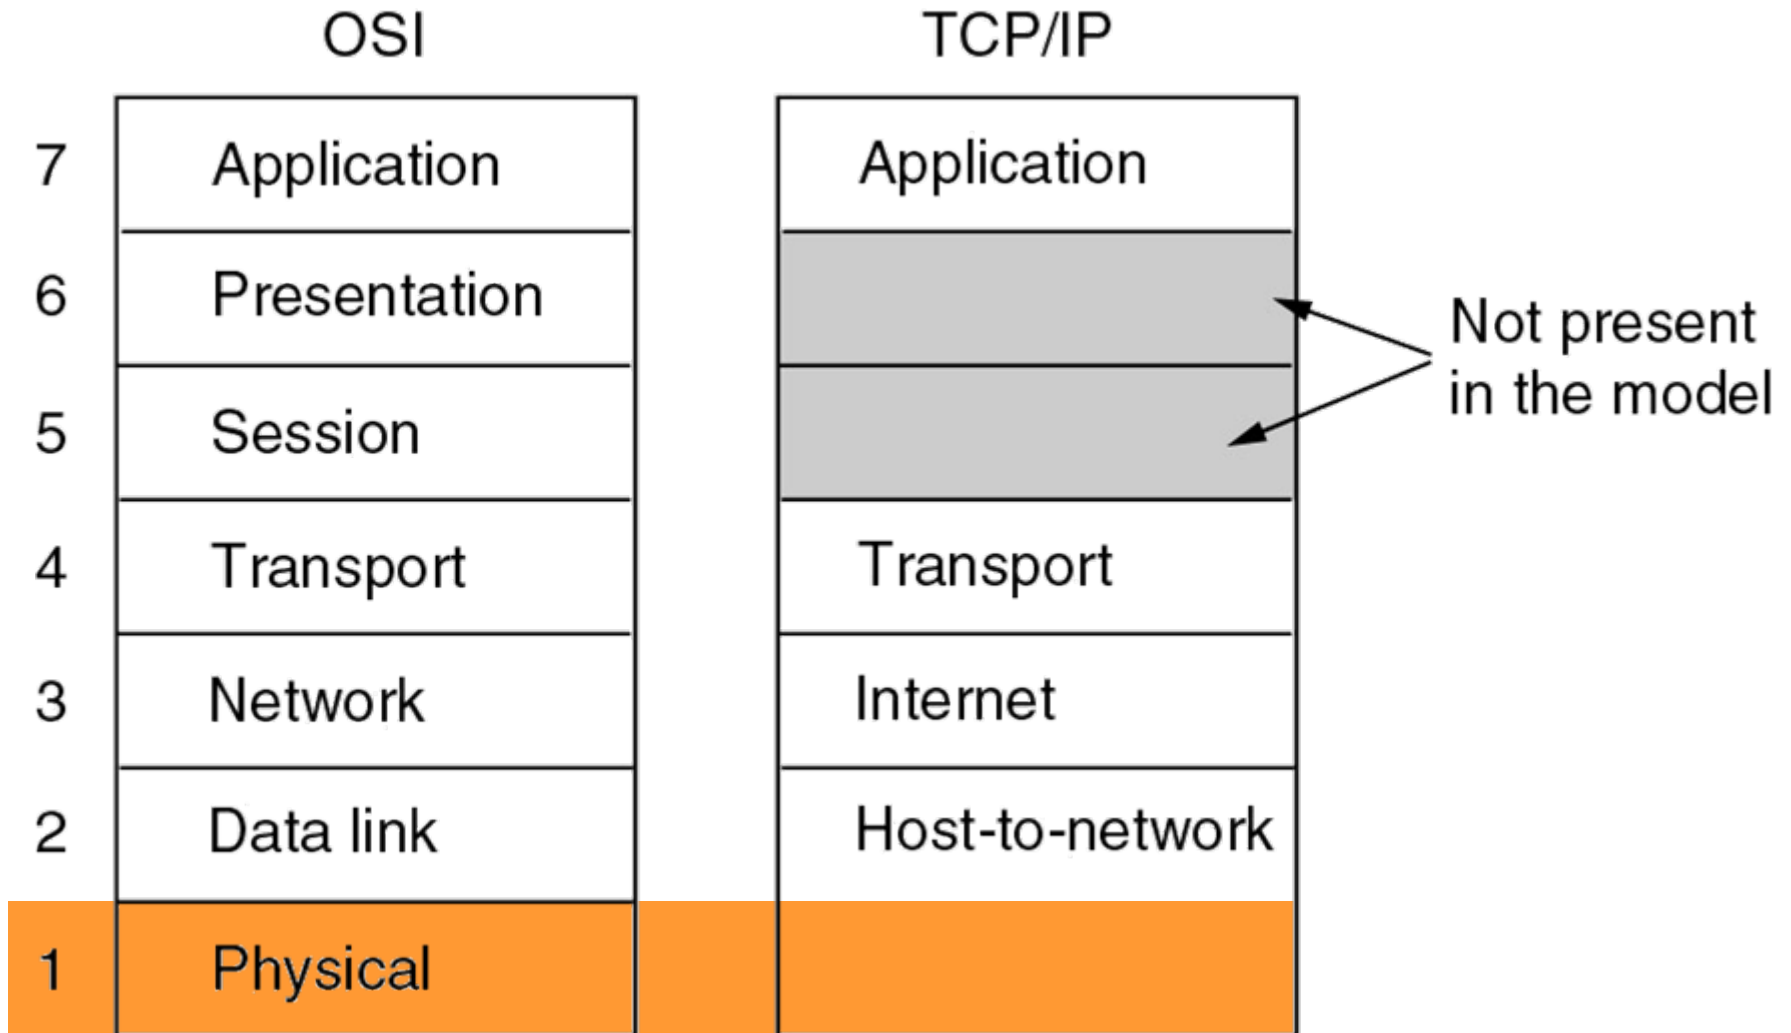 OSI TCP/IP
7 Application Application
6 Presentation
5 Session
Not present
in the model
4 Transport Transport
3 Network Internet
2 Data link Host-to-network
1 Physical